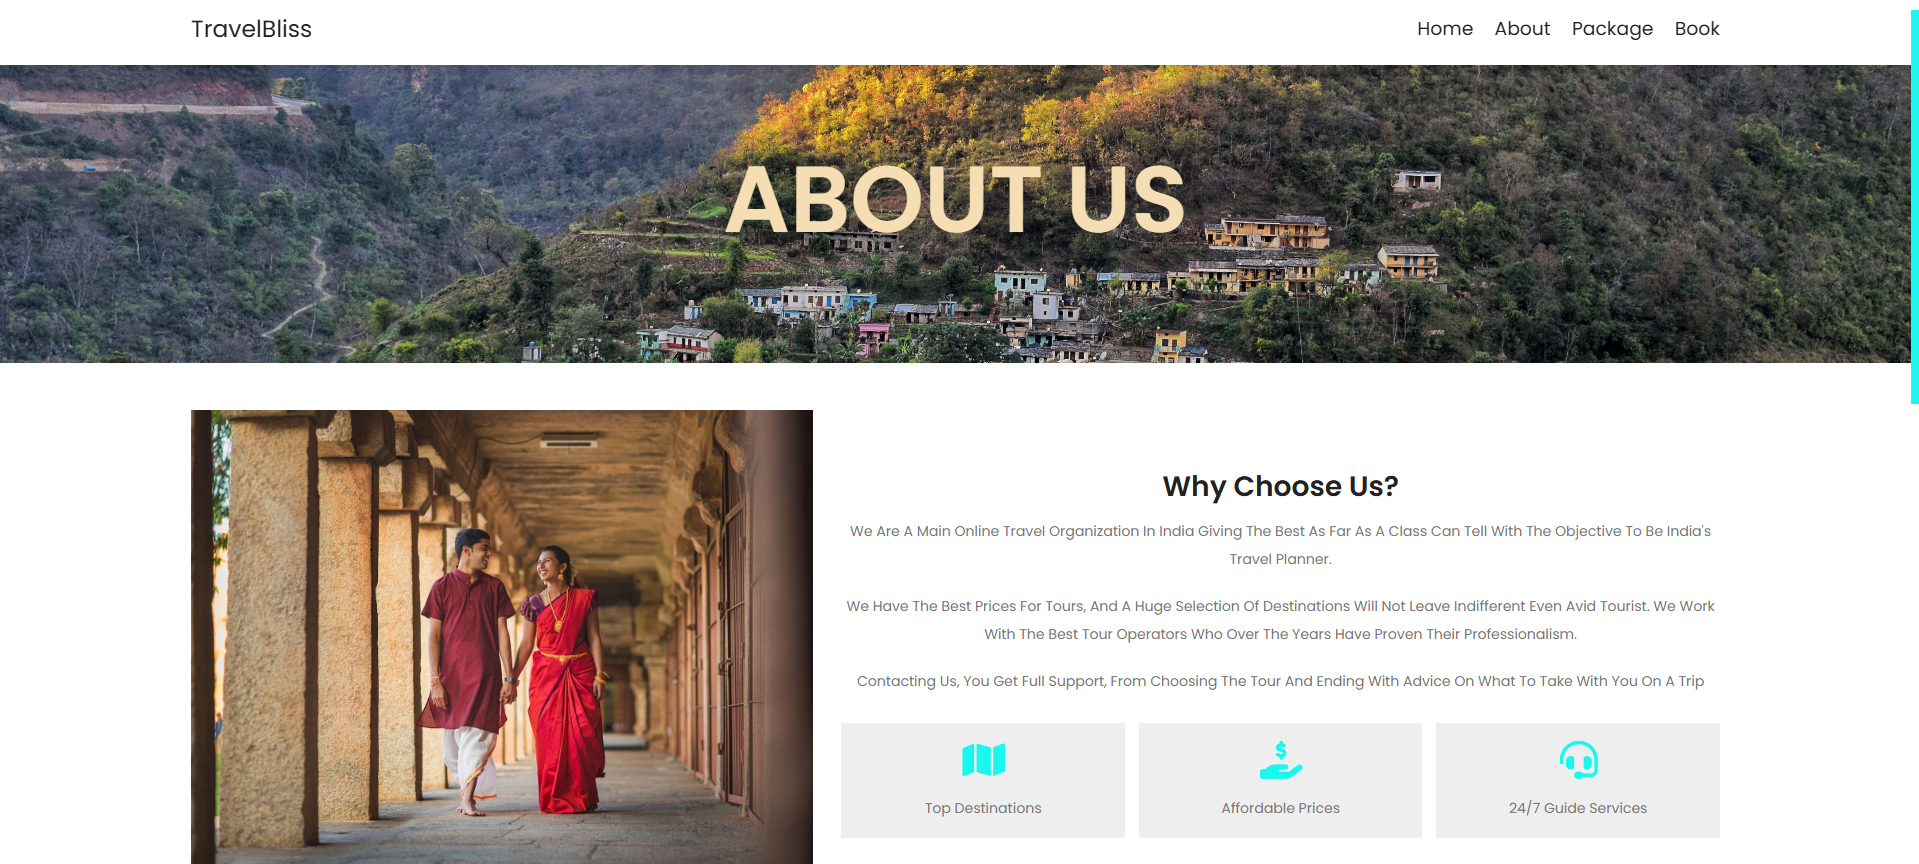 TravelBliss
Home About Package Book
ABOUT US
Why Choose Us?
We Are A Main Online Travel Organization In India Giving The Best As Far As A Class Can Tell With The Objective To Be India's
Travel Planner.
We Have The Best Prices For Tours, And A Huge Selection Of Destinations Will Not Leave Indifferent Even Avid Tourist. We Work
With The Best Tour Operators Who Over The Years Have Proven Their Professionalism.
Contacting Us, You Get Full Support, From Choosing The Tour And Ending With Advice On What To Take With You On A Trip
Top Destinations
Affordable Prices
24/7 Guide Services